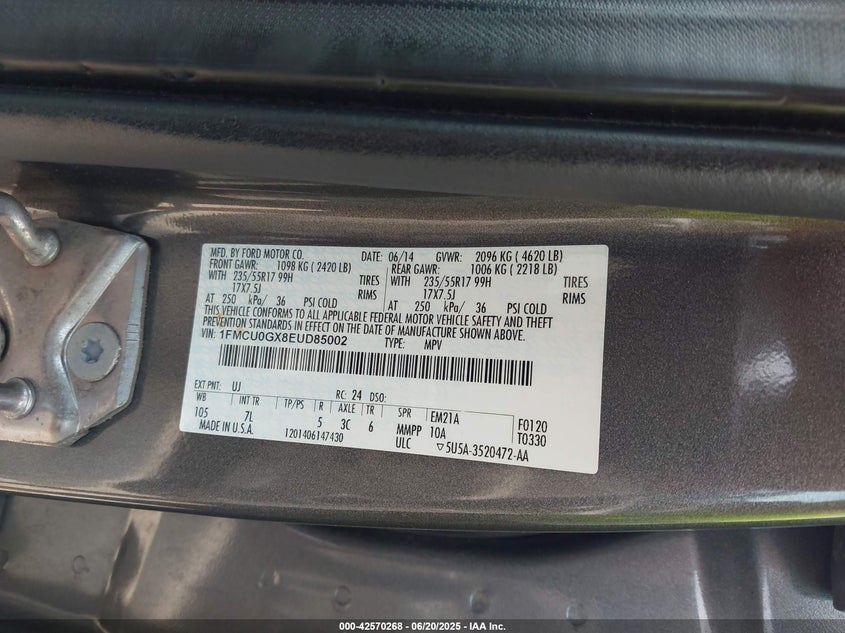 MFD. BY FORD MOTOR CO. DATE: 06/14 GVWR: 2096 KG ( 4620 LB)
FRONT GAWR: 1098 KG ( 2420 LB) REAR GAWR: 1006 KG ( 2218 LB)
WITH 235/55R17 99H TIRES WITH 235/55R17 99H TIRES
17X7.5J RIMS 17X7.5J RIMS
AT 250 kPa/ 36 PSI COLD AT 250 kPa/ 36 PSI COLD
THIS VEHICLE CONFORMS TO ALL APPLICABLE FEDERAL MOTOR VEHICLE SAFETY AND THEFT
PREVENTION STANDARDS IN EFFECT ON THE DATE OF MANUFACTURE SHOWN ABOVE.
VIN: 1FMCU0GX8EUD85002 TYPE: MPV
EXT PNT: UJ RC: 24 DSO:
WB INT TR TP/PS R AXLE TR SPR EM21A F0120
105 7L 5 3C 6 MMPP 10A T0330
MADE IN U.S.A. 1201406147430 ULC ▽5U5A-3520472-AA
000-42570268 - 06/20/2025 - IAA Inc.